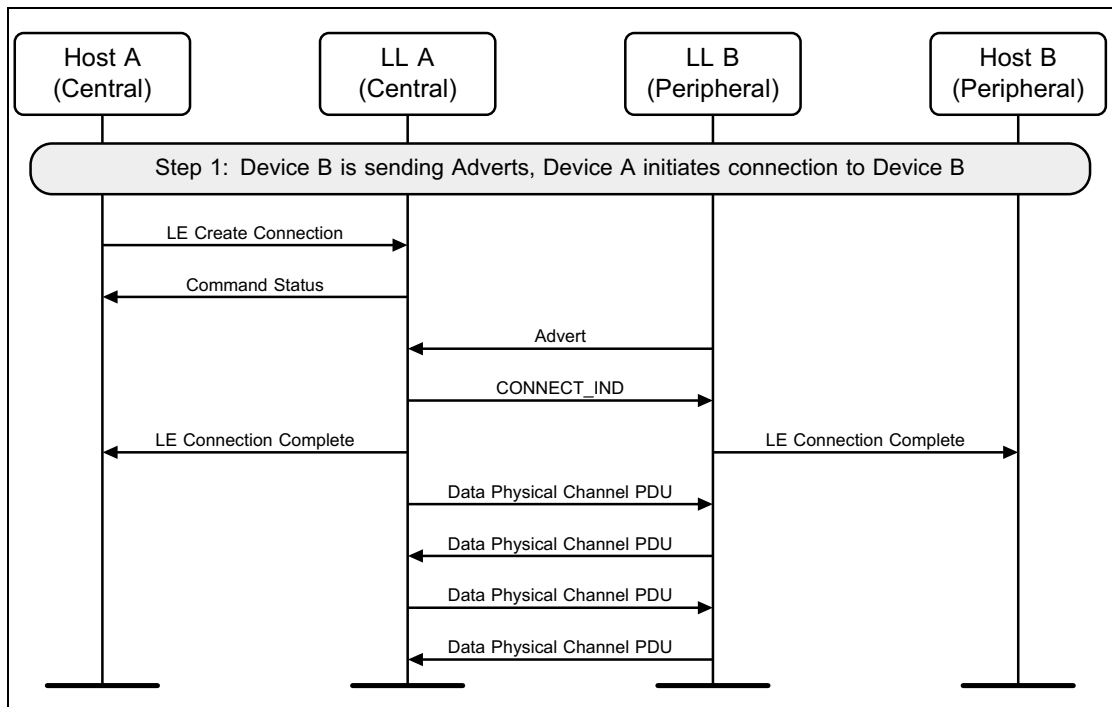 Host A
(Central)
LL A
(Central)
LL B
(Peripheral)
Host B
(Peripheral)
Step 1: Device B is sending Adverts, Device A initiates connection to Device B
LE Create Connection
Command Status
Advert
CONNECT_IND
LE Connection Complete
LE Connection Complete
Data Physical Channel PDU
Data Physical Channel PDU
Data Physical Channel PDU
Data Physical Channel PDU